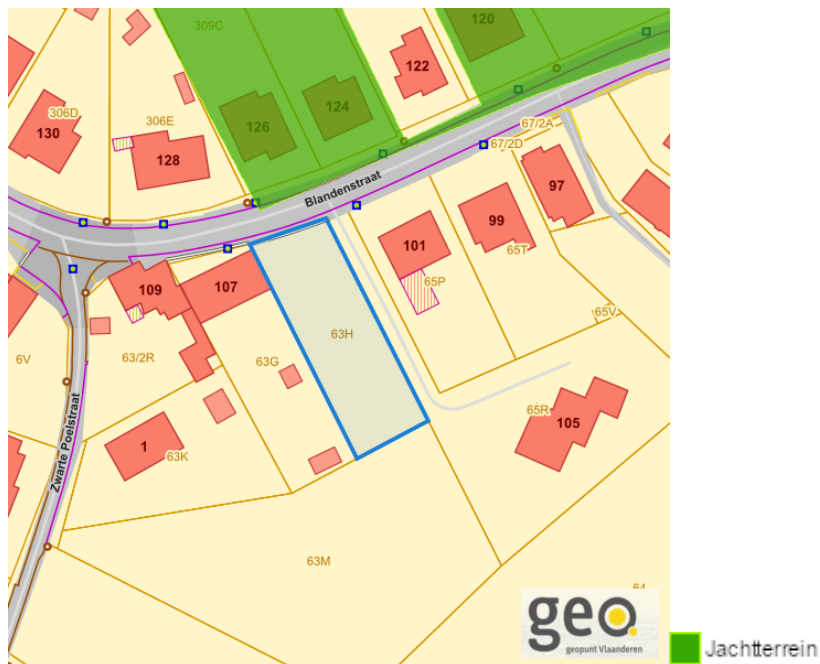 120
309C
122
306D
306E
124
126
130
128
67/2A
67/2D
97
Blandenstraat
99
101
65T
65P
109
107
65V
63H
6V
63/2R
63G
65R
105
Zwarte Poelstraat
1
63K
63M
64
geo.
geopunt Vlaanderen
Jachtterrein